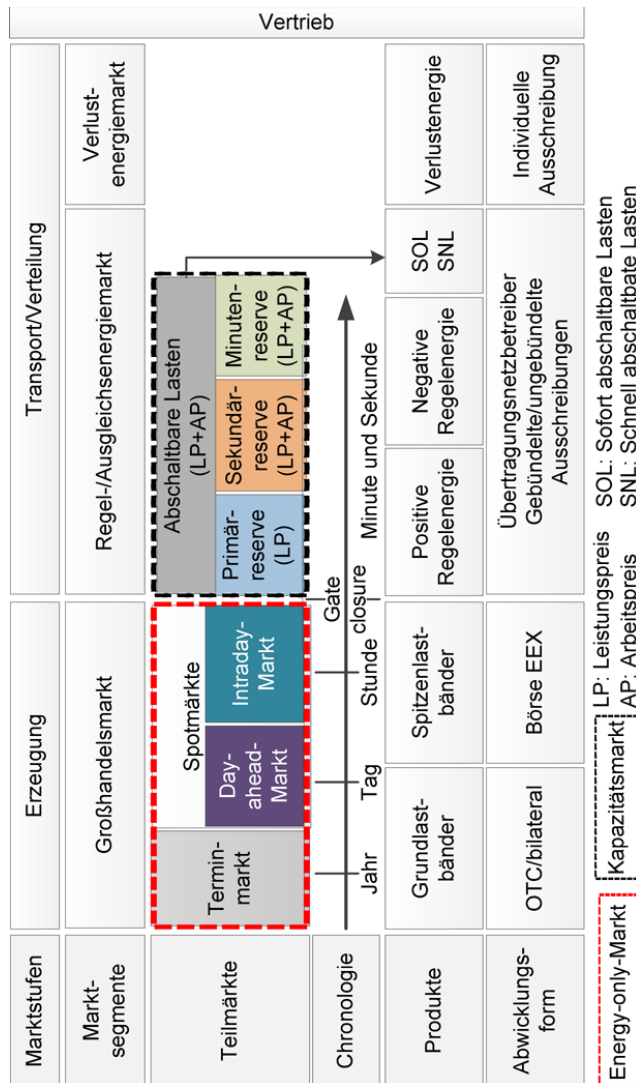 Marktstufen
Erzeugung
Transport/Verteilung
Vertrieb
Markt-
segmente
Großhandelsmarkt
Regel-/Ausgleichsenergiemarkt
Verlust-
energiemarkt
Teilmärkte
Termin-
markt
Spotmärkte
Day-
ahead-
Markt
Intraday-
Markt
Abschaltbare Lasten
(LP+AP)
Primär-
reserve
(LP)
Sekundär-
reserve
(LP+AP)
Minuten-
reserve
(LP+AP)
Chronologie
Jahr
Tag
Stunde
Gate
closure
Minute und Sekunde
Produkte
Grundlast-
bänder
Spitzenlast-
bänder
Positive
Regelenergie
Negative
Regelenergie
SOL
SNL
Verlustenergie
Abwicklungs-
form
OTC/bilateral
Börse EEX
Übertragungsnetzbetreiber
Gebündelte/ungebündelte
Ausschreibungen
Individuelle
Ausschreibung
Energy-only-Markt
Kapazitätsmarkt
LP: Leistungspreis
AP: Arbeitspreis
SOL: Sofort abschaltbare Lasten
SNL: Schnell abschaltbate Lasten